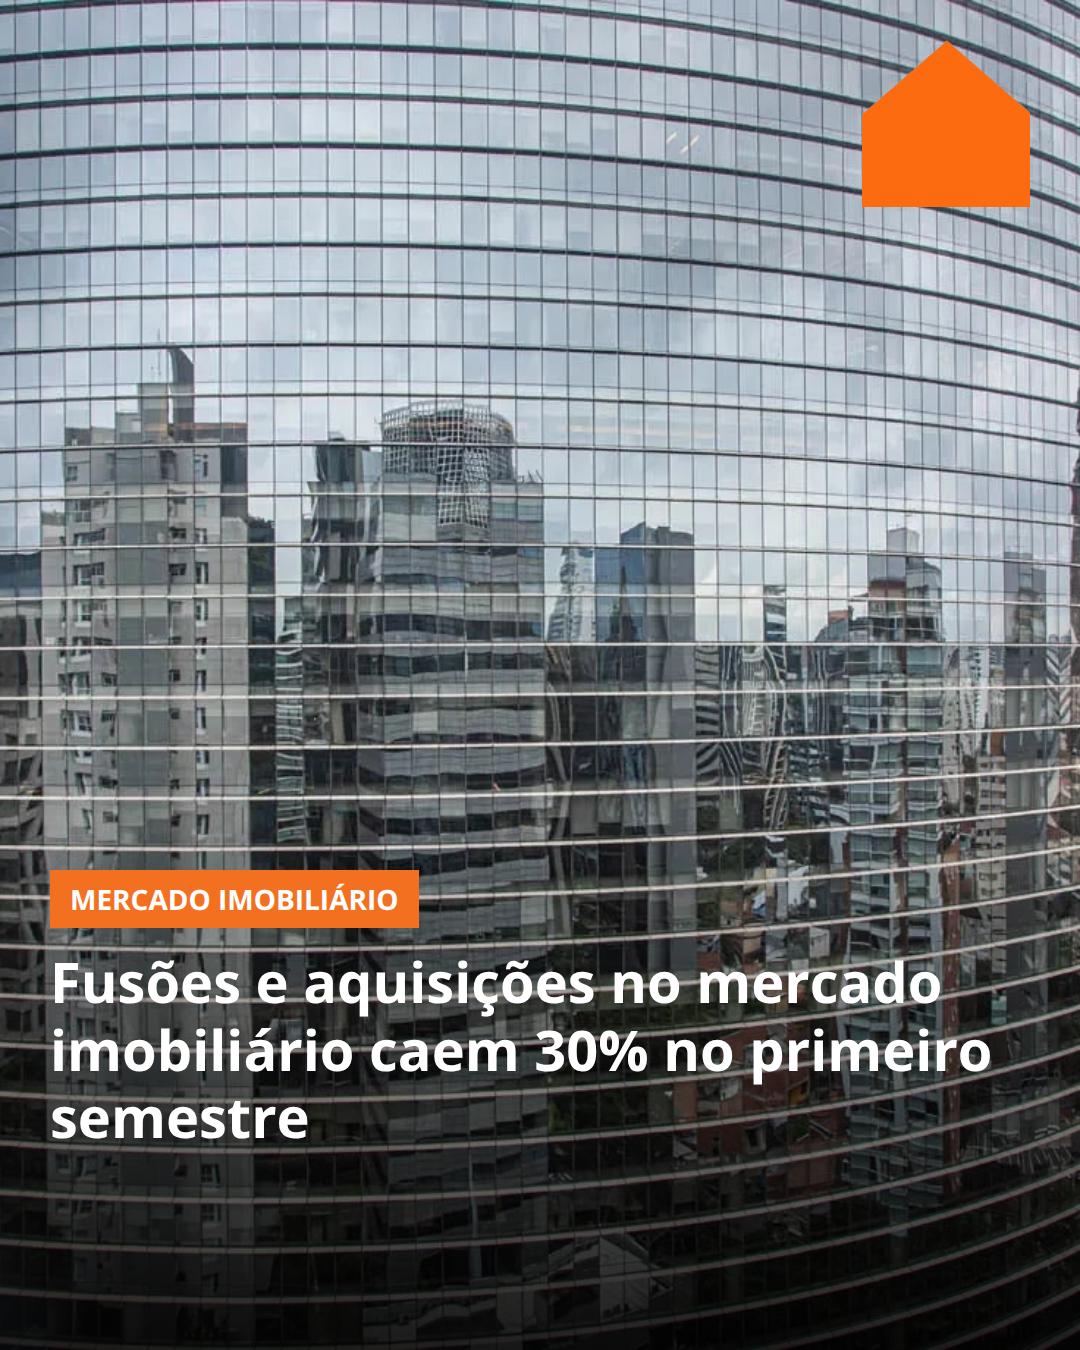 MERCADO IMOBILIÁRIO
Fusões e aquisições no mercado
imobiliário caem 30% no primeiro
semestre